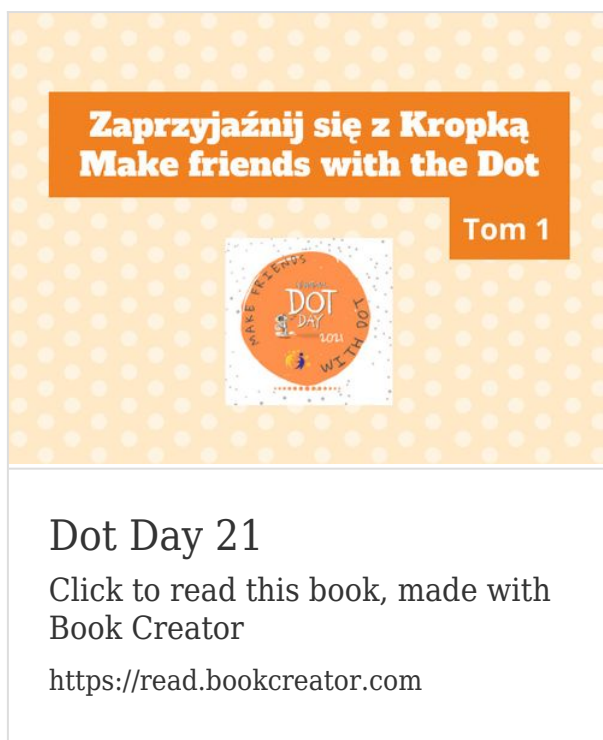 Zaprzyjaźnij się z Kropką
Make friends with the Dot
Tom 1
MAKE FRIENDS
DOT
DAY
2021
WITH DOT
Dot Day 21
Click to read this book, made with
Book Creator
https://read.bookcreator.com